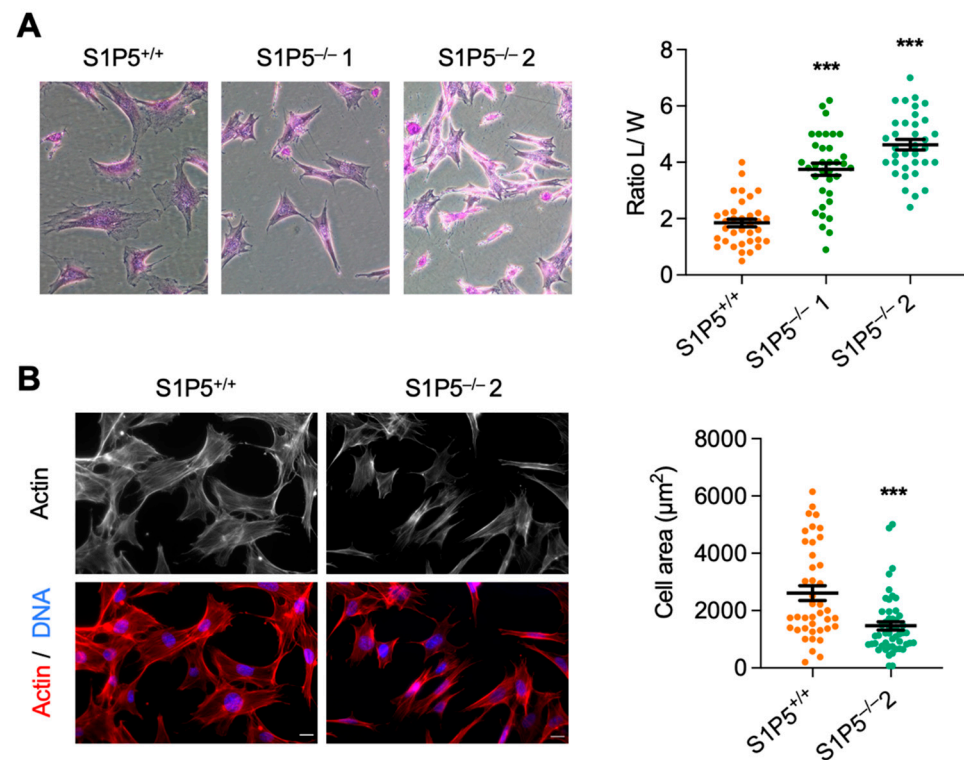 A
S1P5+/+ S1P5–/– 1 S1P5–/– 2
Ratio L/ W
8
6
4
2
0
***
***
S1P5+/+
S1P5–/– 1
S1P5–/– 2
B
S1P5+/+ S1P5–/– 2
Actin
Actin / DNA
Cell area (µm²)
8000
6000
4000
2000
0
***
S1P5+/+
S1P5–/–2